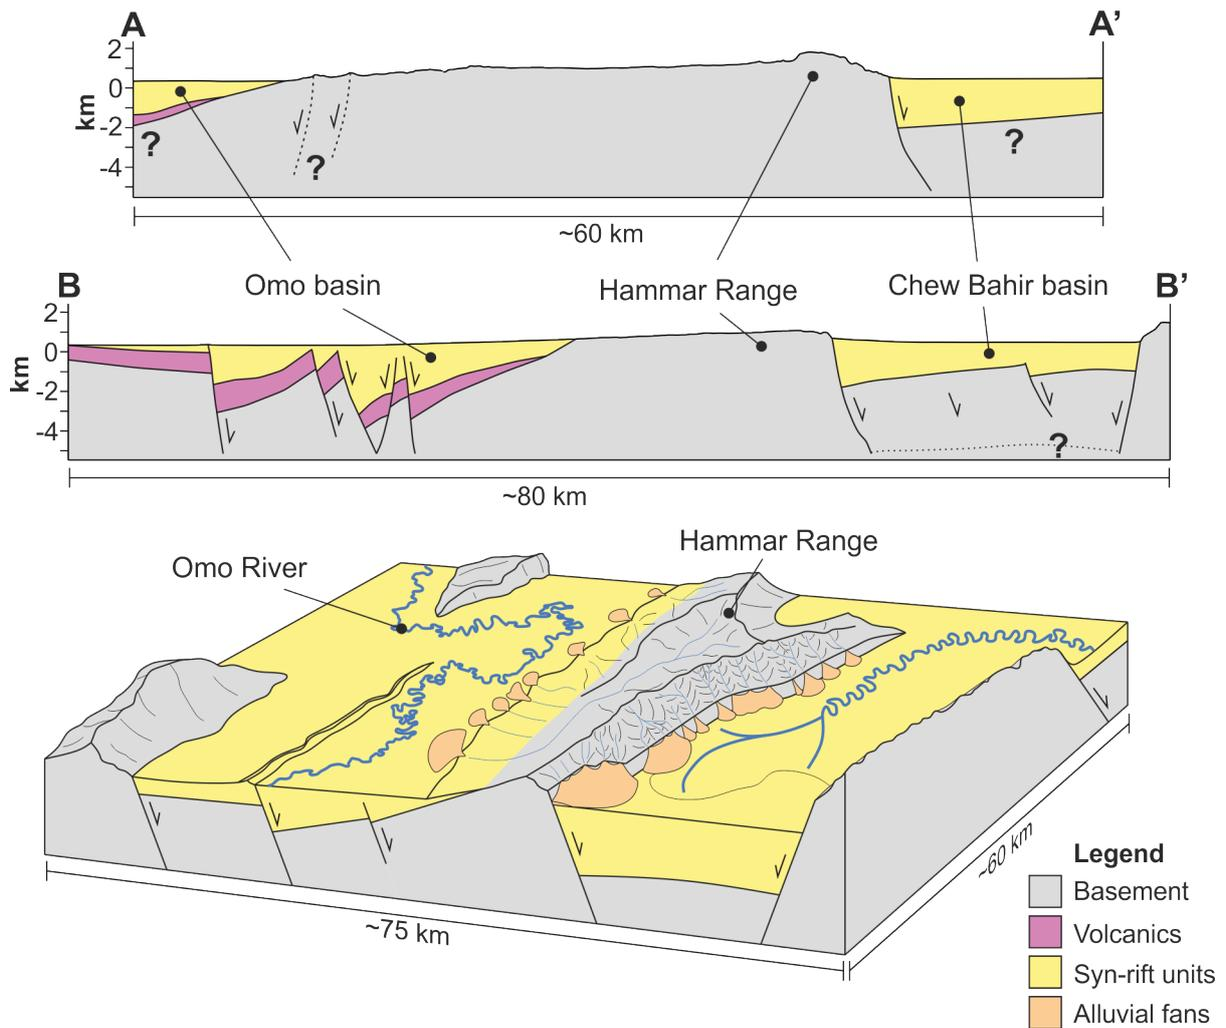 A A’
2
0
-2
-4
km
?
?
?
~60 km
Omo basin
Hammar Range
Chew Bahir basin
B B’
2
0
-2
-4
km
?
~80 km
Hammar Range
Omo River
~75 km
~60 km
Legend
Basement
Volcanics
Syn-rift units
Alluvial fans